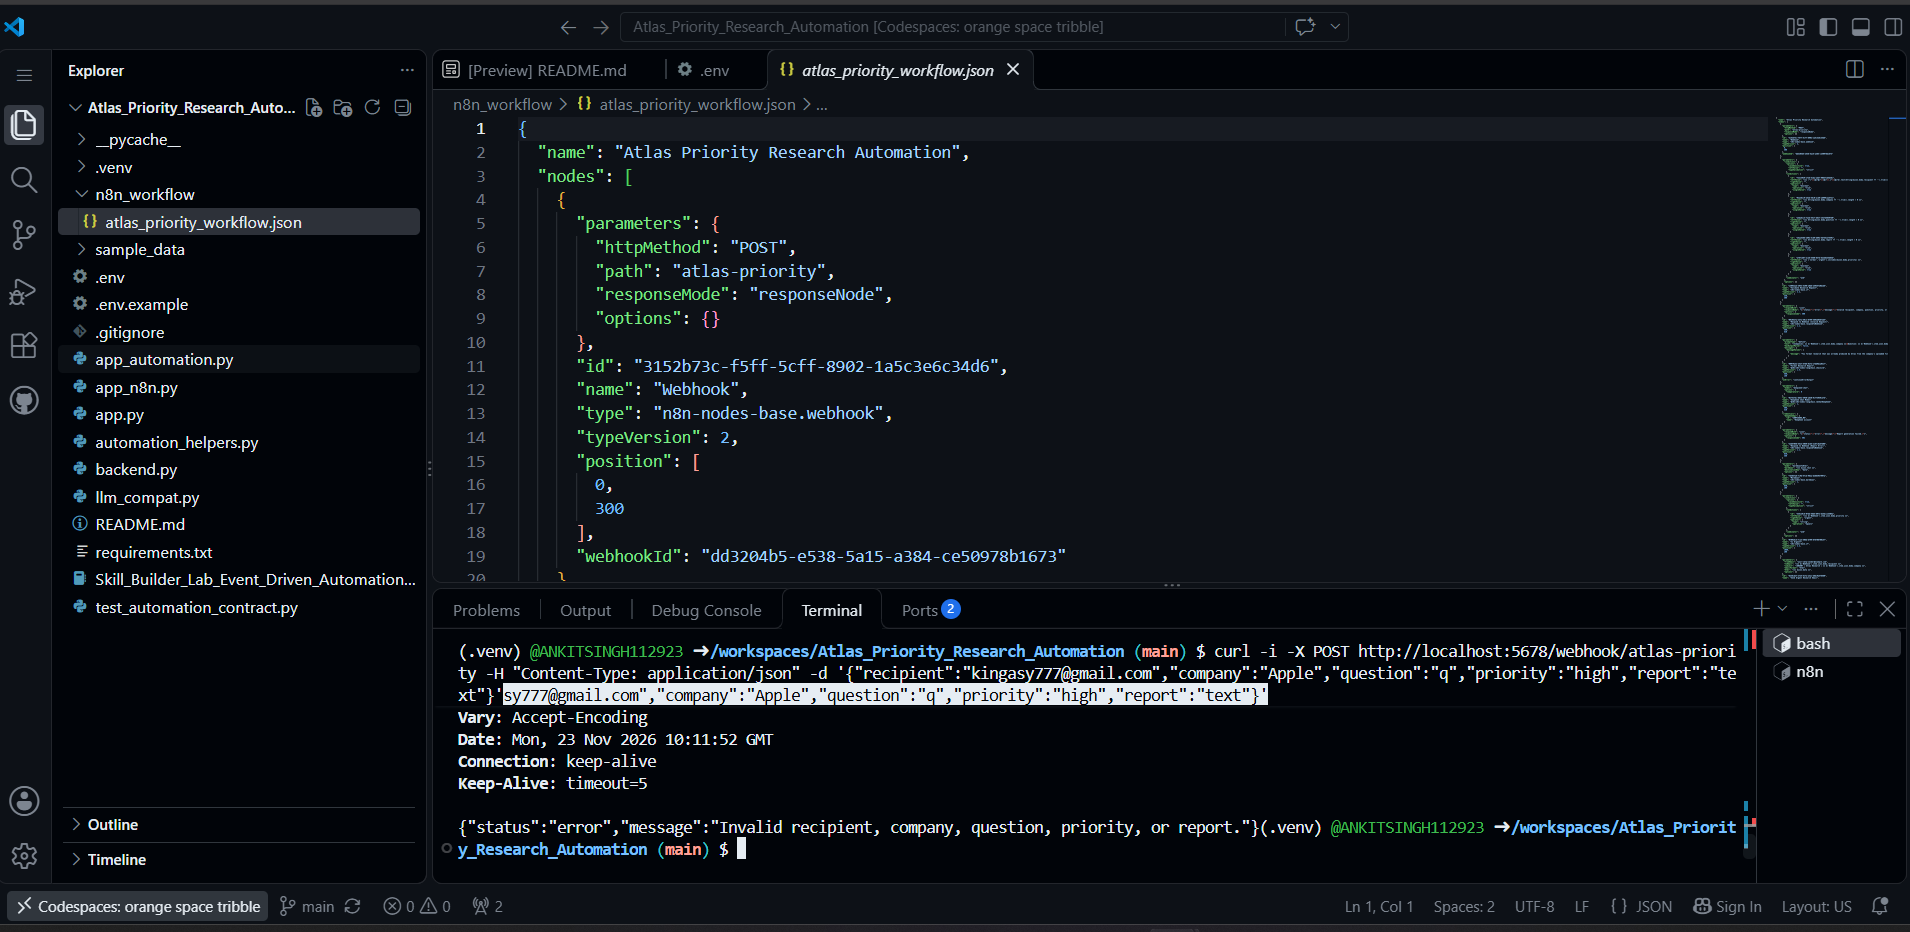 Atlas_Priority_Research_Automation [Codespaces: orange space tribble]
Explorer
Atlas_Priority_Research_Auto...
__pycache__
.venv
n8n_workflow
atlas_priority_workflow.json
sample_data
.env
.env.example
.gitignore
app_automation.py
app_n8n.py
app.py
automation_helpers.py
backend.py
llm_compat.py
README.md
requirements.txt
Skill_Builder_Lab_Event_Driven_Automation...
test_automation_contract.py
Outline
Timeline
[Preview] README.md
.env
{} atlas_priority_workflow.json
n8n_workflow > {} atlas_priority_workflow.json > ...
1 {
2 "name": "Atlas Priority Research Automation",
3 "nodes": [
4 {
5 "parameters": {
6 "httpMethod": "POST",
7 "path": "atlas-priority",
8 "responseMode": "responseNode",
9 "options": {}
10 },
11 "id": "3152b73c-f5ff-5cff-8902-1a5c3e6c34d6",
12 "name": "Webhook",
13 "type": "n8n-nodes-base.webhook",
14 "typeVersion": 2,
15 "position": [
16 0,
17 300
18 ],
19 "webhookId": "dd3204b5-e538-5a15-a384-ce50978b1673"
20 }
Problems
Output
Debug Console
Terminal
Ports 2
(.venv) @ANKITSINGH112923 ➜/workspaces/Atlas_Priority_Research_Automation (main) $ curl -i -X POST http://localhost:5678/webhook/atlas-priori
ty -H "Content-Type: application/json" -d '{"recipient":"kingasy777@gmail.com","company":"Apple","question":"q","priority":"high","report":"te
xt"}'sy777@gmail.com","company":"Apple","question":"q","priority":"high","report":"text"}'
Vary: Accept-Encoding
Date: Mon, 23 Nov 2026 10:11:52 GMT
Connection: keep-alive
Keep-Alive: timeout=5
{"status":"error","message":"Invalid recipient, company, question, priority, or report."}(.venv) @ANKITSINGH112923 ➜/workspaces/Atlas_Priorit
y_Research_Automation (main) $
bash
n8n
Codespaces: orange space tribble
main
0
0
2
Ln 1, Col 1
Spaces: 2
UTF-8
LF
{} JSON
Sign In
Layout: US